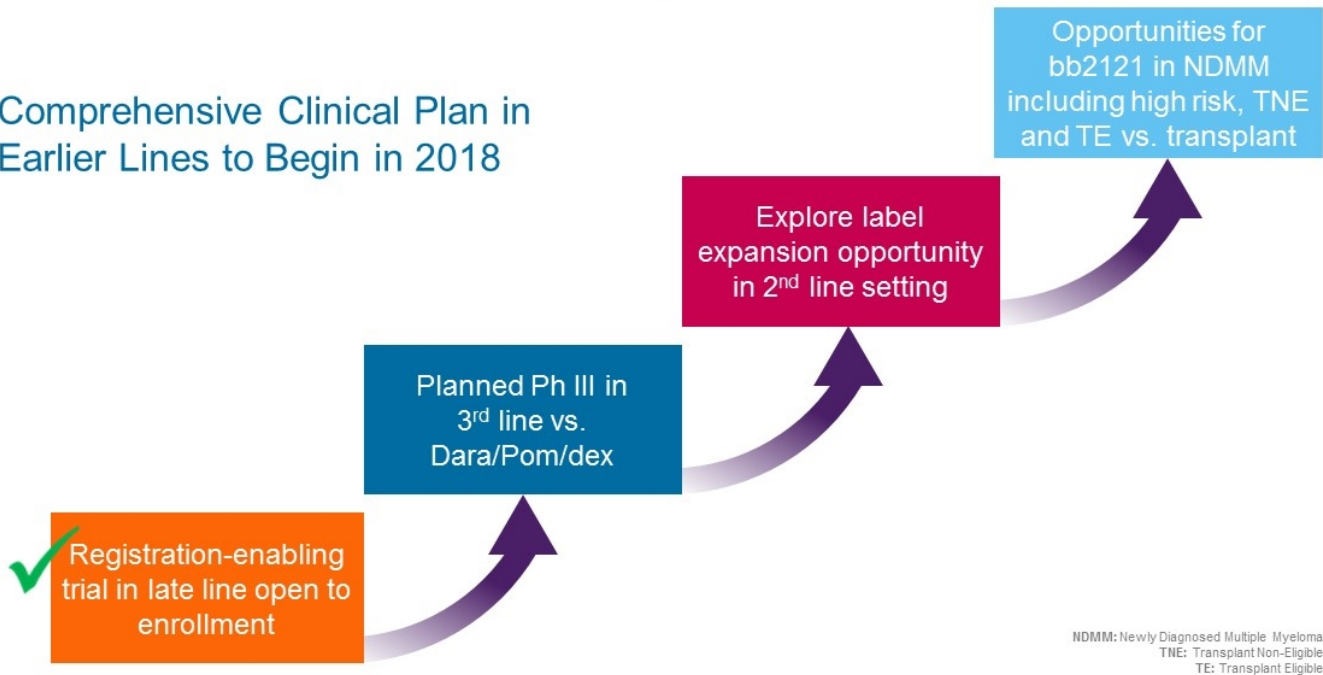 Comprehensive Clinical Plan in
Earlier Lines to Begin in 2018
Opportunities for
bb2121 in NDMM
including high risk, TNE
and TE vs. transplant
Explore label
expansion opportunity
in 2nd line setting
Planned Ph III in
3rd line vs.
Dara/Pom/dex
Registration-enabling
trial in late line open to
enrollment
NDMM: Newly Diagnosed Multiple Myeloma
TNE: Transplant Non-Eligible
TE: Transplant Eligible